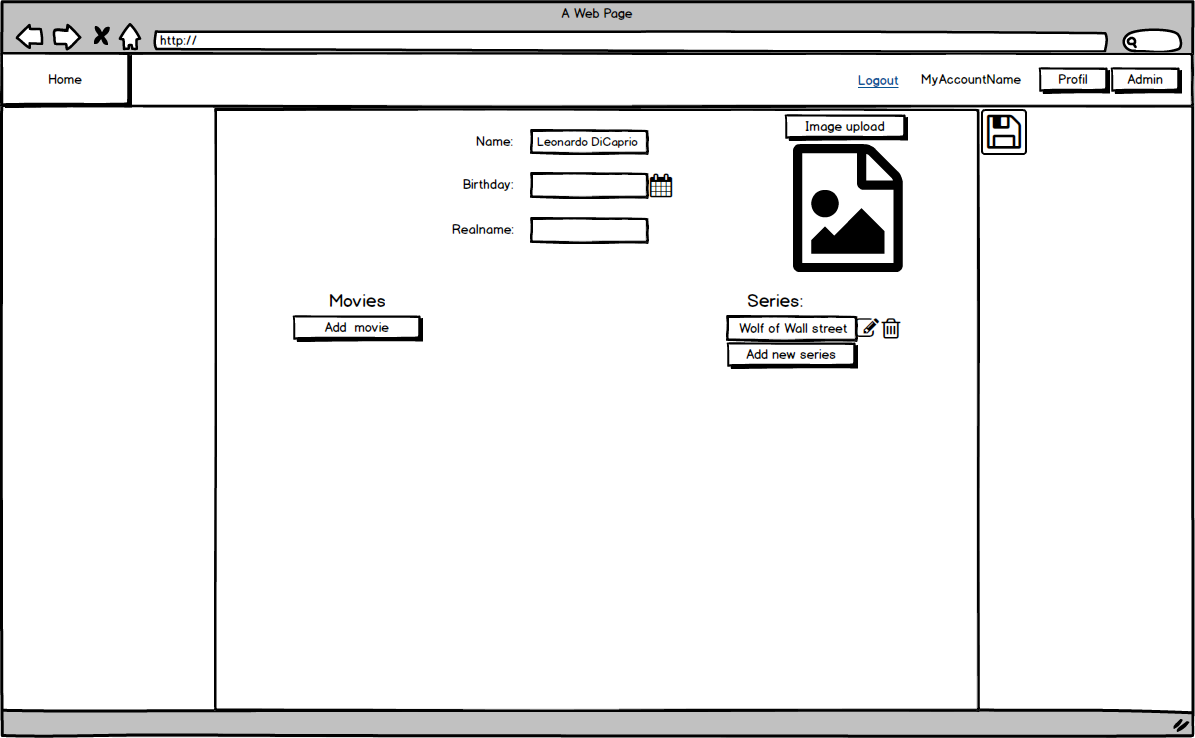 A Web Page
http://
Home
Logout
MyAccountName
Profil
Admin
Name:
Leonardo DiCaprio
Image upload
Birthday:
Realname:
Movies
Add movie
Series:
Wolf of Wall street
Add new series